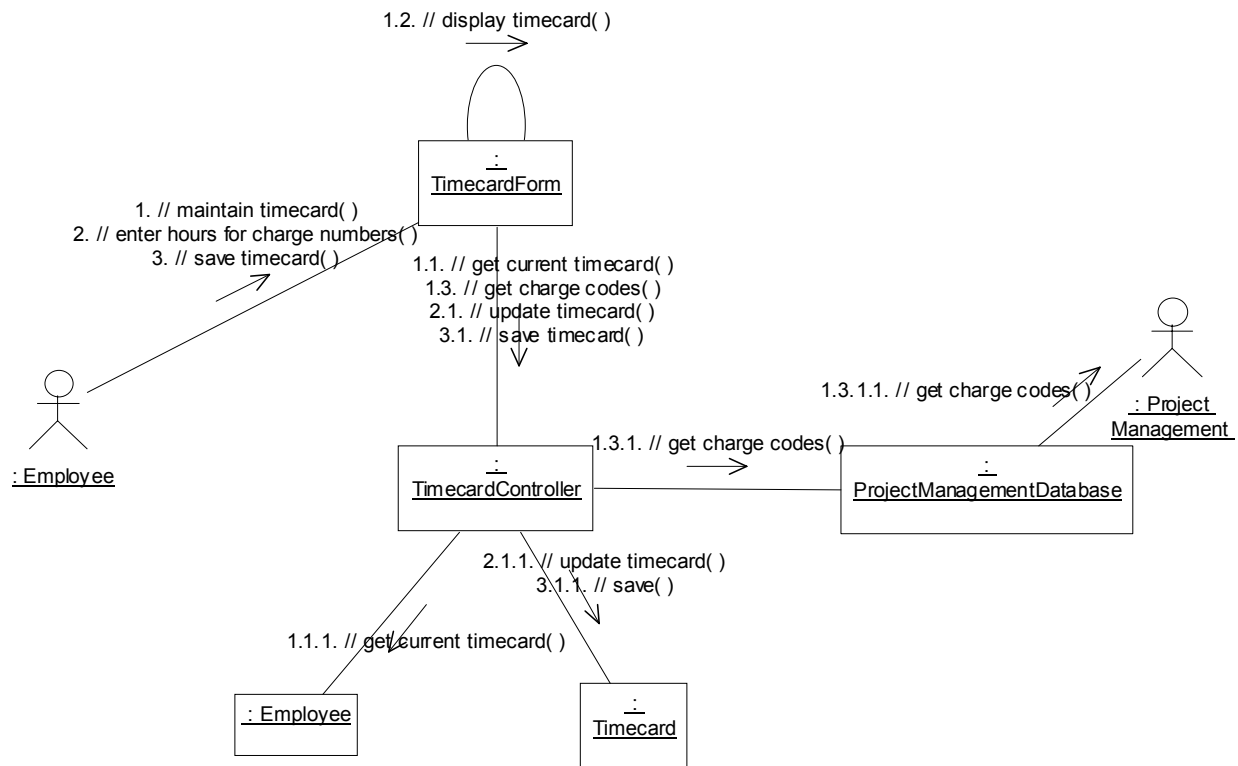 1.2. // display timecard( )
:
TimecardForm
1. // maintain timecard( )
2. // enter hours for charge numbers( )
3. // save timecard( )
1.1. // get current timecard( )
1.3. // get charge codes( )
2.1. // update timecard( )
3.1. // save timecard( )
: Employee
1.3.1.1. // get charge codes( )
: Project
Management
1.3.1. // get charge codes( )
:
TimecardController
:
ProjectManagementDatabase
2.1.1. // update timecard( )
3.1.1. // save( )
1.1.1. // get current timecard( )
: Employee
:
Timecard